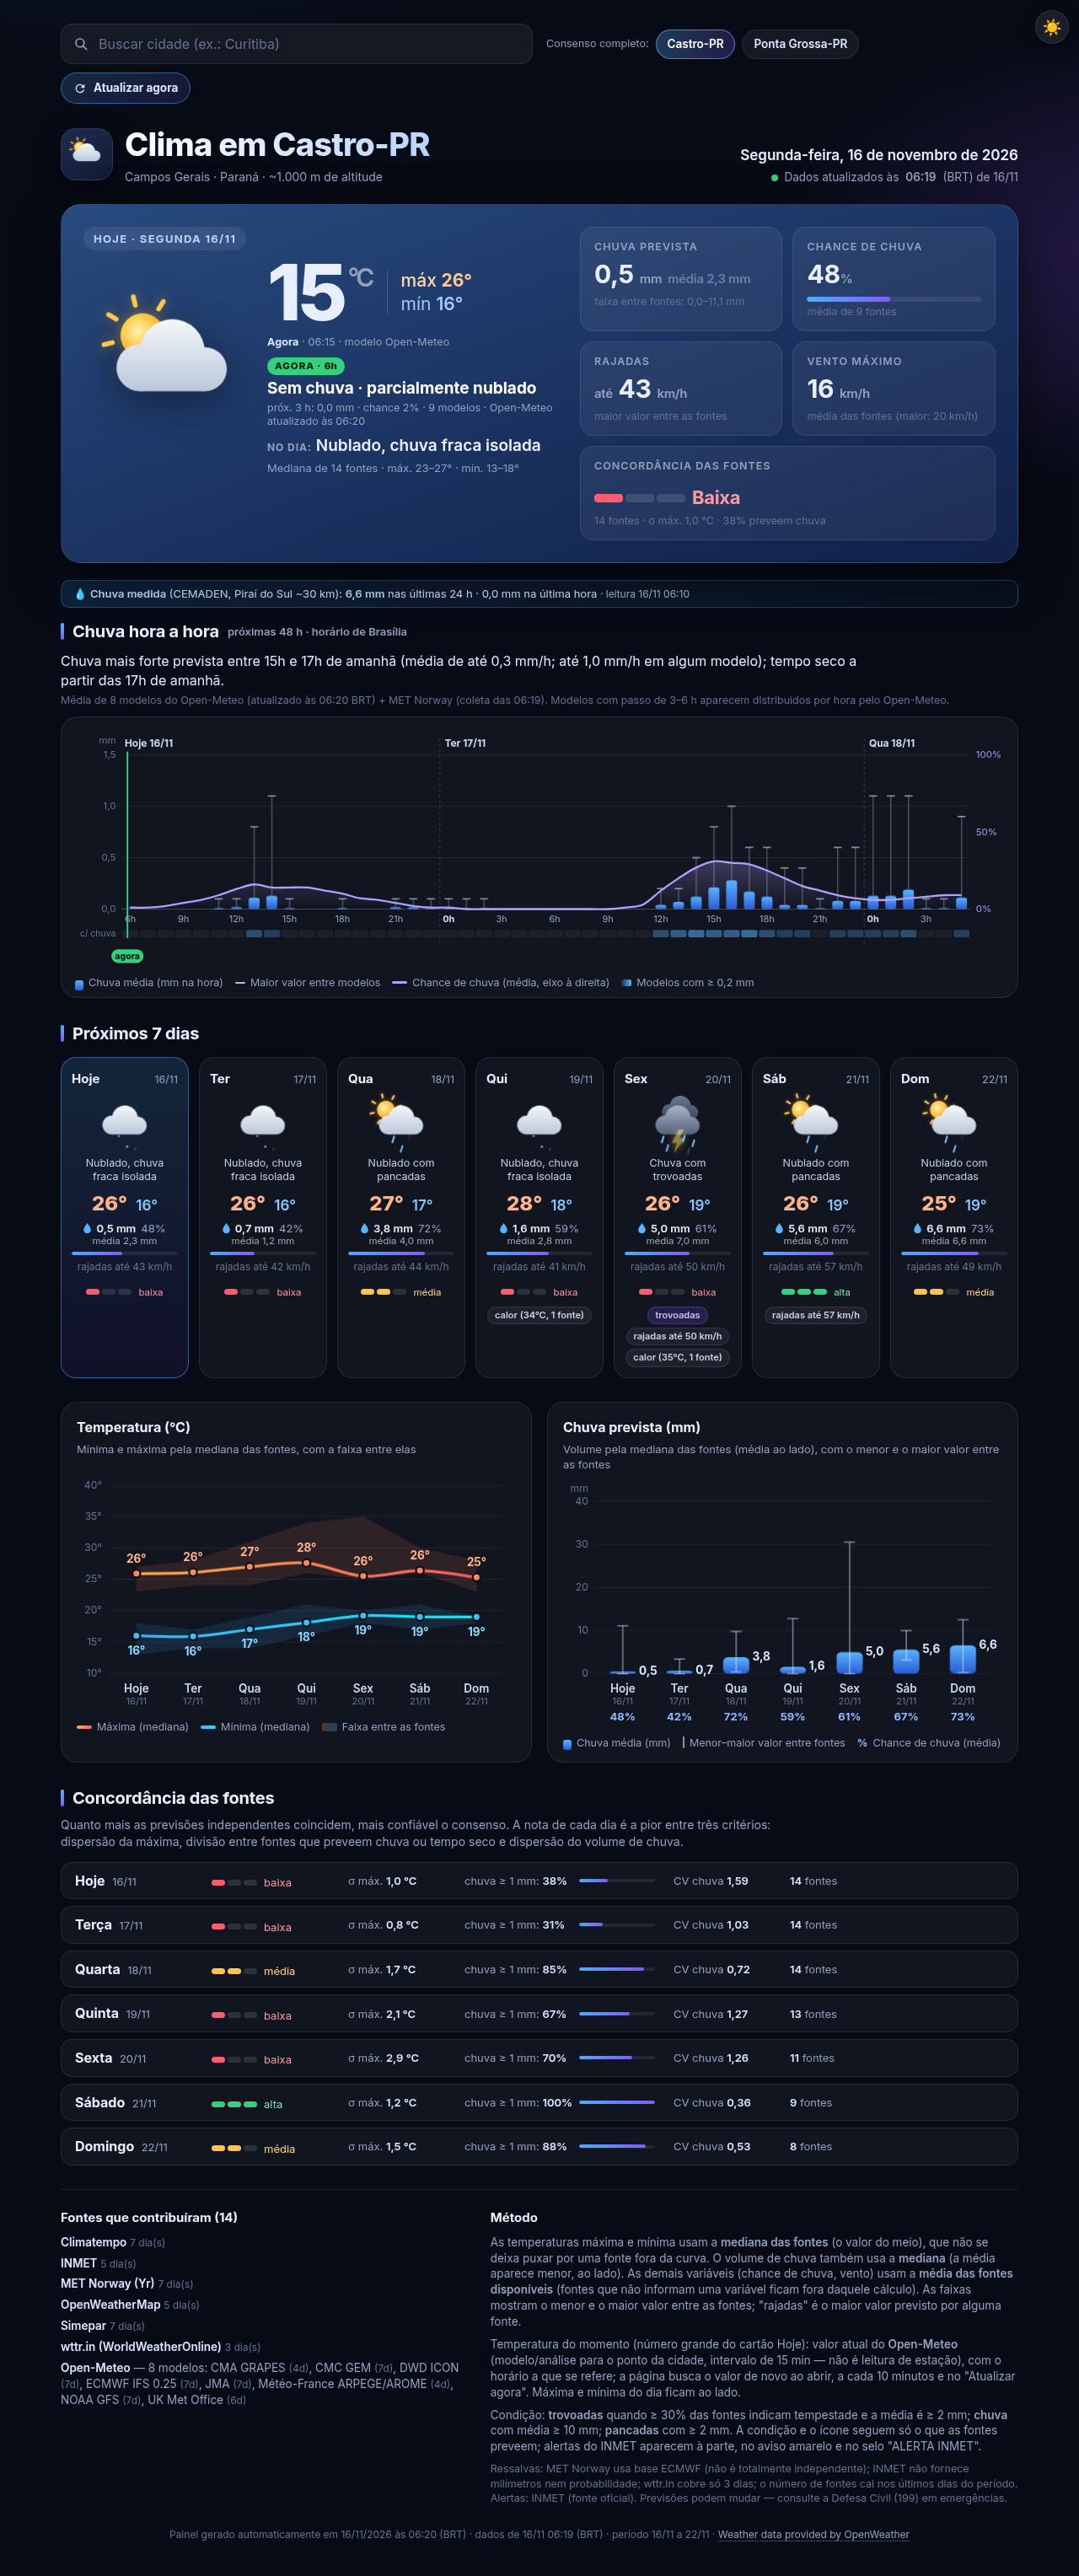 Buscar cidade (ex.: Curitiba)
Consenso completo: Castro-PR Ponta Grossa-PR
Atualizar agora
Clima em Castro-PR
Campos Gerais · Paraná · ~1.000 m de altitude
Segunda-feira, 16 de novembro de 2026
Dados atualizados às 06:19 (BRT) de 16/11
HOJE · SEGUNDA 16/11
15 °C
máx 26°
mín 16°
Agora · 06:15 · modelo Open-Meteo
AGORA · 6h
Sem chuva · parcialmente nublado
próx. 3 h: 0,0 mm · chance 2% · 9 modelos · Open-Meteo
atualizado às 06:20
NO DIA: Nublado, chuva fraca isolada
Mediana de 14 fontes · máx. 23–27° · mín. 13–18°
CHUVA PREVISTA
0,5 mm média 2,3 mm
faixa entre fontes: 0,0–11,1 mm
CHANCE DE CHUVA
48%
média de 9 fontes
RAJADAS
até 43 km/h
maior valor entre as fontes
VENTO MÁXIMO
16 km/h
média das fontes (maior: 20 km/h)
CONCORDÂNCIA DAS FONTES
Baixa
14 fontes · σ máx. 1,0 °C · 38% preveem chuva
Chuva medida (CEMADEN, Piraí do Sul ~30 km): 6,6 mm nas últimas 24 h · 0,0 mm na última hora · leitura 16/11 06:10
Chuva hora a hora próximas 48 h · horário de Brasília
Chuva mais forte prevista entre 15h e 17h de amanhã (média de até 0,3 mm/h; até 1,0 mm/h em algum modelo); tempo seco a
partir das 17h de amanhã.
Média de 8 modelos do Open-Meteo (atualizado às 06:20 BRT) + MET Norway (coleta das 06:19). Modelos com passo de 3–6 h aparecem distribuídos por hora pelo Open-Meteo.
mm Hoje 16/11 Ter 17/11 Qua 18/11
1,5 100%
1,0
50%
0,5
0,0 0%
6h 9h 12h 15h 18h 21h 0h 3h 6h 9h 12h 15h 18h 21h 0h 3h
c/ chuva
agora
Chuva média (mm na hora) Maior valor entre modelos Chance de chuva (média, eixo à direita) Modelos com ≥ 0,2 mm
Próximos 7 dias
Hoje 16/11
Nublado, chuva
fraca isolada
26° 16°
0,5 mm 48%
média 2,3 mm
rajadas até 43 km/h
baixa
Ter 17/11
Nublado, chuva
fraca isolada
26° 16°
0,7 mm 42%
média 1,2 mm
rajadas até 42 km/h
baixa
Qua 18/11
Nublado com
pancadas
27° 17°
3,8 mm 72%
média 4,0 mm
rajadas até 44 km/h
média
Qui 19/11
Nublado, chuva
fraca isolada
28° 18°
1,6 mm 59%
média 2,8 mm
rajadas até 41 km/h
baixa
calor (34°C, 1 fonte)
Sex 20/11
Chuva com
trovoadas
26° 19°
5,0 mm 61%
média 7,0 mm
rajadas até 50 km/h
baixa
trovoadas
rajadas até 50 km/h
calor (35°C, 1 fonte)
Sáb 21/11
Nublado com
pancadas
26° 19°
5,6 mm 67%
média 6,0 mm
rajadas até 57 km/h
alta
rajadas até 57 km/h
Dom 22/11
Nublado com
pancadas
25° 19°
6,6 mm 73%
média 6,6 mm
rajadas até 49 km/h
média
Temperatura (°C)
Mínima e máxima pela mediana das fontes, com a faixa entre elas
40°
35°
30°
25°
20°
15°
10°
26° 26° 27° 28° 26° 26° 25°
16° 16° 17° 18° 19° 19° 19°
Hoje Ter Qua Qui Sex Sáb Dom
16/11 17/11 18/11 19/11 20/11 21/11 22/11
Máxima (mediana) Mínima (mediana) Faixa entre as fontes
Chuva prevista (mm)
Volume pela mediana das fontes (média ao lado), com o menor e o maior valor entre
as fontes
mm
40
30
20
10
0
0,5 0,7 3,8 1,6 5,0 5,6 6,6
Hoje Ter Qua Qui Sex Sáb Dom
16/11 17/11 18/11 19/11 20/11 21/11 22/11
48% 42% 72% 59% 61% 67% 73%
Chuva média (mm) Menor–maior valor entre fontes % Chance de chuva (média)
Concordância das fontes
Quanto mais as previsões independentes coincidem, mais confiável o consenso. A nota de cada dia é a pior entre três critérios:
dispersão da máxima, divisão entre fontes que preveem chuva ou tempo seco e dispersão do volume de chuva.
Hoje 16/11 baixa σ máx. 1,0 °C chuva ≥ 1 mm: 38% CV chuva 1,59 14 fontes
Terça 17/11 baixa σ máx. 0,8 °C chuva ≥ 1 mm: 31% CV chuva 1,03 14 fontes
Quarta 18/11 média σ máx. 1,7 °C chuva ≥ 1 mm: 85% CV chuva 0,72 14 fontes
Quinta 19/11 baixa σ máx. 2,1 °C chuva ≥ 1 mm: 67% CV chuva 1,27 13 fontes
Sexta 20/11 baixa σ máx. 2,9 °C chuva ≥ 1 mm: 70% CV chuva 1,26 11 fontes
Sábado 21/11 alta σ máx. 1,2 °C chuva ≥ 1 mm: 100% CV chuva 0,36 9 fontes
Domingo 22/11 média σ máx. 1,5 °C chuva ≥ 1 mm: 88% CV chuva 0,53 8 fontes
Fontes que contribuíram (14)
Climatempo 7 dia(s)
INMET 5 dia(s)
MET Norway (Yr) 7 dia(s)
OpenWeatherMap 5 dia(s)
Simepar 7 dia(s)
wttr.in (WorldWeatherOnline) 3 dia(s)
Open-Meteo — 8 modelos: CMA GRAPES (4d), CMC GEM (7d), DWD ICON
(7d), ECMWF IFS 0.25 (7d), JMA (7d), Météo-France ARPEGE/AROME (4d),
NOAA GFS (7d), UK Met Office (6d)
Método
As temperaturas máxima e mínima usam a mediana das fontes (o valor do meio), que não se
deixa puxar por uma fonte fora da curva. O volume de chuva também usa a mediana (a média
aparece menor, ao lado). As demais variáveis (chance de chuva, vento) usam a média das fontes
disponíveis (fontes que não informam uma variável ficam fora daquele cálculo). As faixas
mostram o menor e o maior valor entre as fontes; "rajadas" é o maior valor previsto por alguma
fonte.
Temperatura do momento (número grande do cartão Hoje): valor atual do Open-Meteo
(modelo/análise para o ponto da cidade, intervalo de 15 min — não é leitura de estação), com o
horário a que se refere; a página busca o valor de novo ao abrir, a cada 10 minutos e no "Atualizar
agora". Máxima e mínima do dia ficam ao lado.
Condição: trovoadas quando ≥ 30% das fontes indicam tempestade e a média é ≥ 2 mm; chuva
com média ≥ 10 mm; pancadas com ≥ 2 mm. A condição e o ícone seguem só o que as fontes
preveem; alertas do INMET aparecem à parte, no aviso amarelo e no selo "ALERTA INMET".
Ressalvas: MET Norway usa base ECMWF (não é totalmente independente); INMET não fornece
milímetros nem probabilidade; wttr.in cobre só 3 dias; o número de fontes cai nos últimos dias do período.
Alertas: INMET (fonte oficial). Previsões podem mudar — consulte a Defesa Civil (199) em emergências.
Painel gerado automaticamente em 16/11/2026 às 06:20 (BRT) · dados de 16/11 06:19 (BRT) · período 16/11 a 22/11 · Weather data provided by OpenWeather